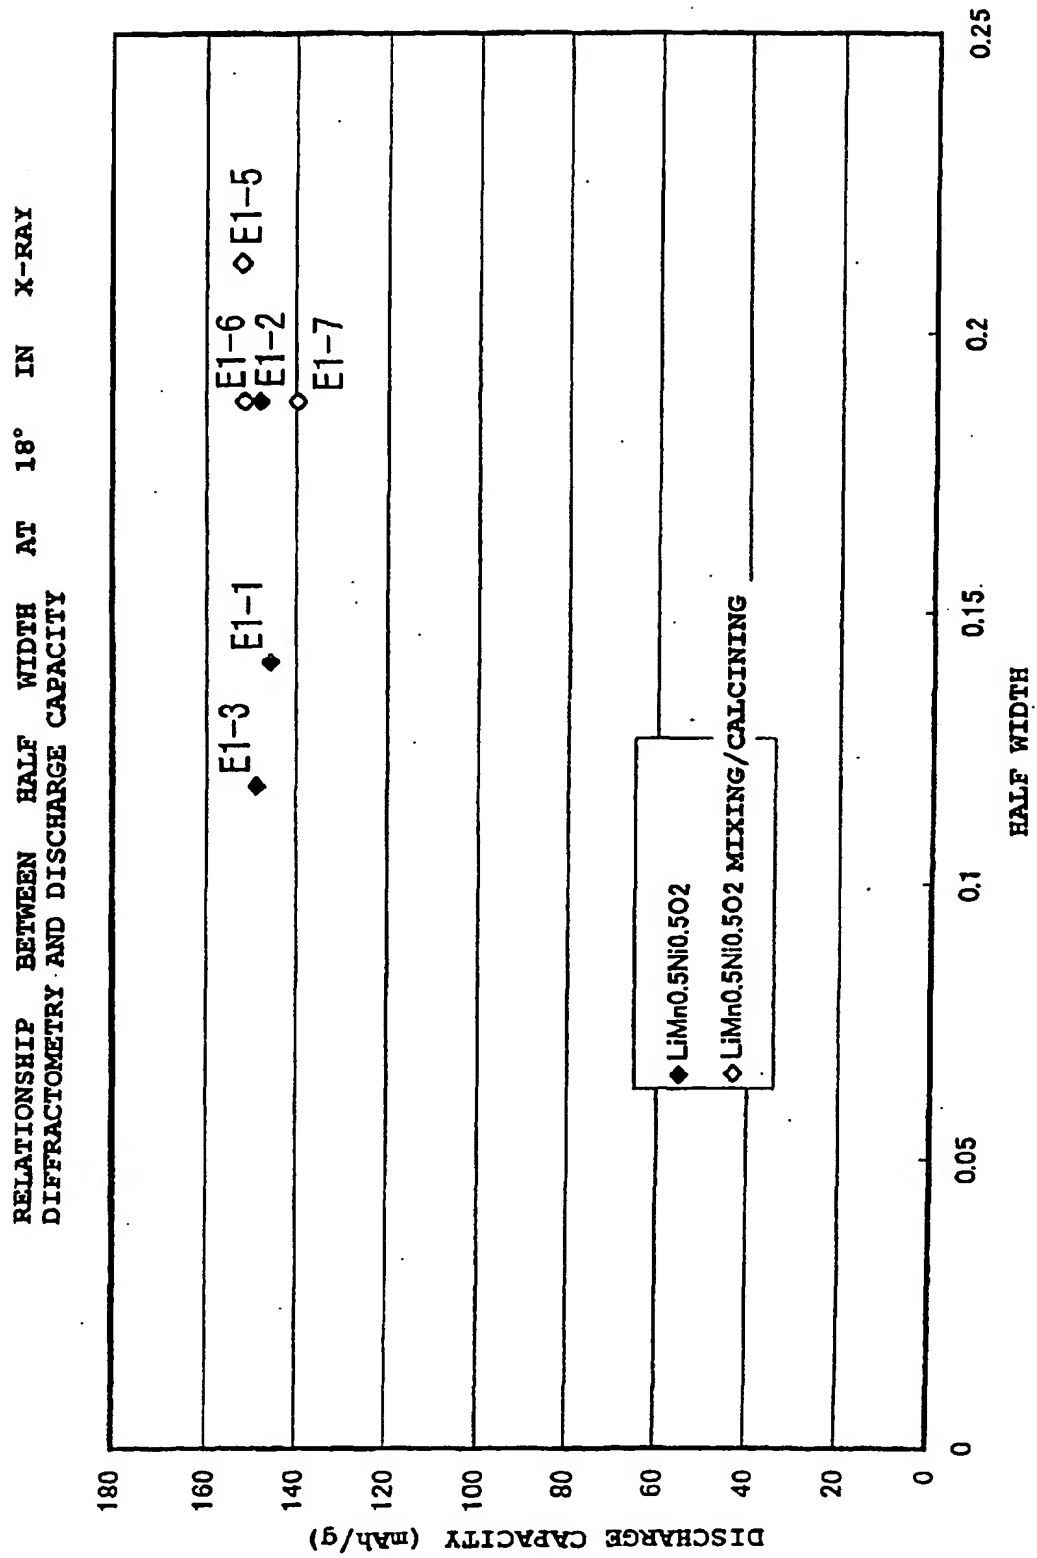 RELATIONSHIP BETWEEN HALF WIDTH AT 18° IN X-RAY
DIFFRACTOMETRY AND DISCHARGE CAPACITY
DISCHARGE CAPACITY (mAh/g)
180
160
140
120
100
80
60
40
20
0
E1-3
E1-1
E1-6
E1-2
E1-7
E1-5
◆LiMn0.5Ni0.5O2
◇LiMn0.5Ni0.5O2 MIXING/CALCINING
0
0.05
0.1
0.15
0.2
0.25
HALF WIDTH